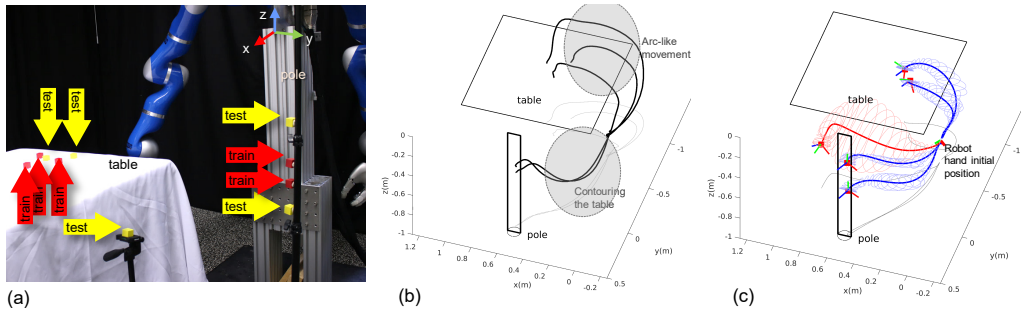 test
test
table
train
train
train
test
z
y
x
pole
test
train
train
test
(a)
table
Arc-like
movement
Contouring
the table
pole
0
-0.2
-0.4
-0.6
-0.8
-1
z(m)
1.2
1
0.8
0.6
0.4
0.2
0
-0.2
x(m)
0.5
0
-0.5
-1
y(m)
(b)
table
Robot
hand initial
position
pole
0
-0.2
-0.4
-0.6
-0.8
-1
z(m)
1.2
1
0.8
0.6
0.4
0.2
0
-0.2
x(m)
0.5
0
-0.5
-1
y(m)
(c)